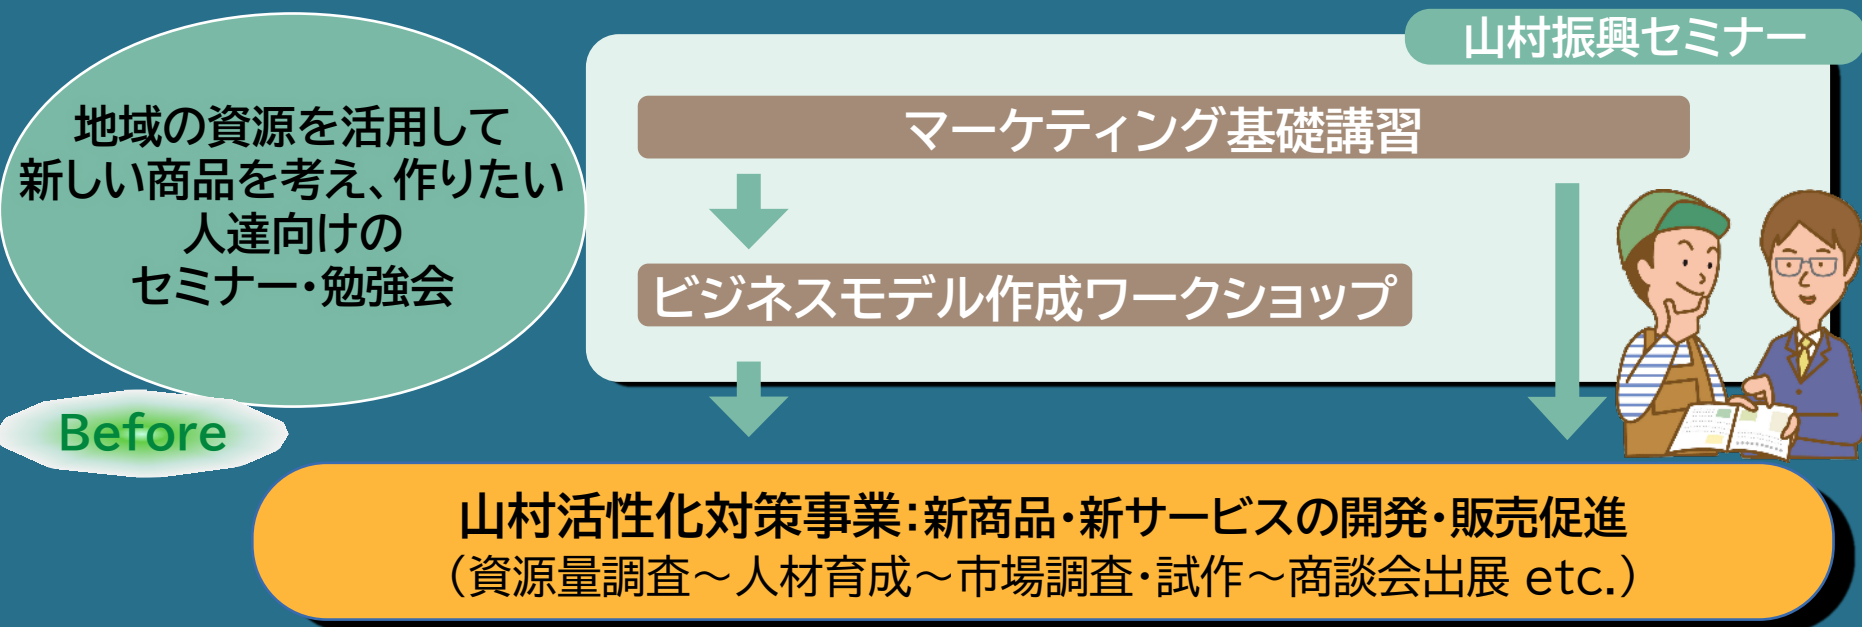 山村振興セミナー
地域の資源を活用して
新しい商品を考え、作りたい
人達向けの
セミナー・勉強会
マーケティング基礎講習
ビジネスモデル作成ワークショップ
Before
山村活性化対策事業：新商品・新サービスの開発・販売促進
（資源量調査～人材育成～市場調査・試作～商談会出展 etc.）